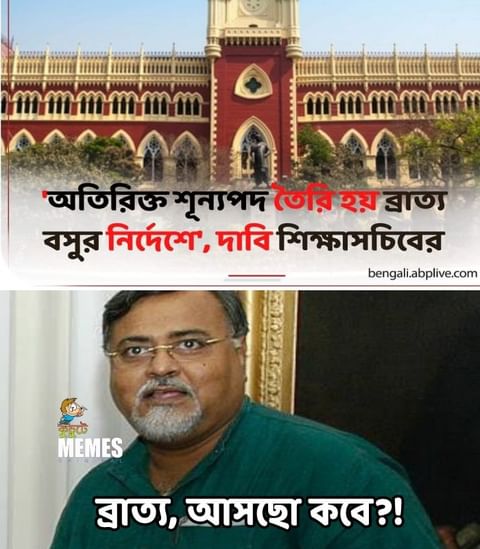 'অতিরিক্ত শূন্যপদ তৈরি হয় ব্রাত্য
বসুর নির্দেশে', দাবি শিক্ষাসচিবের
bengali.abplive.com
MEMES
ব্রাত্য, আসছো কবে?!